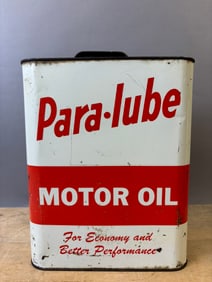 Para-lube
MOTOR OIL
For Economy and
Better Performance